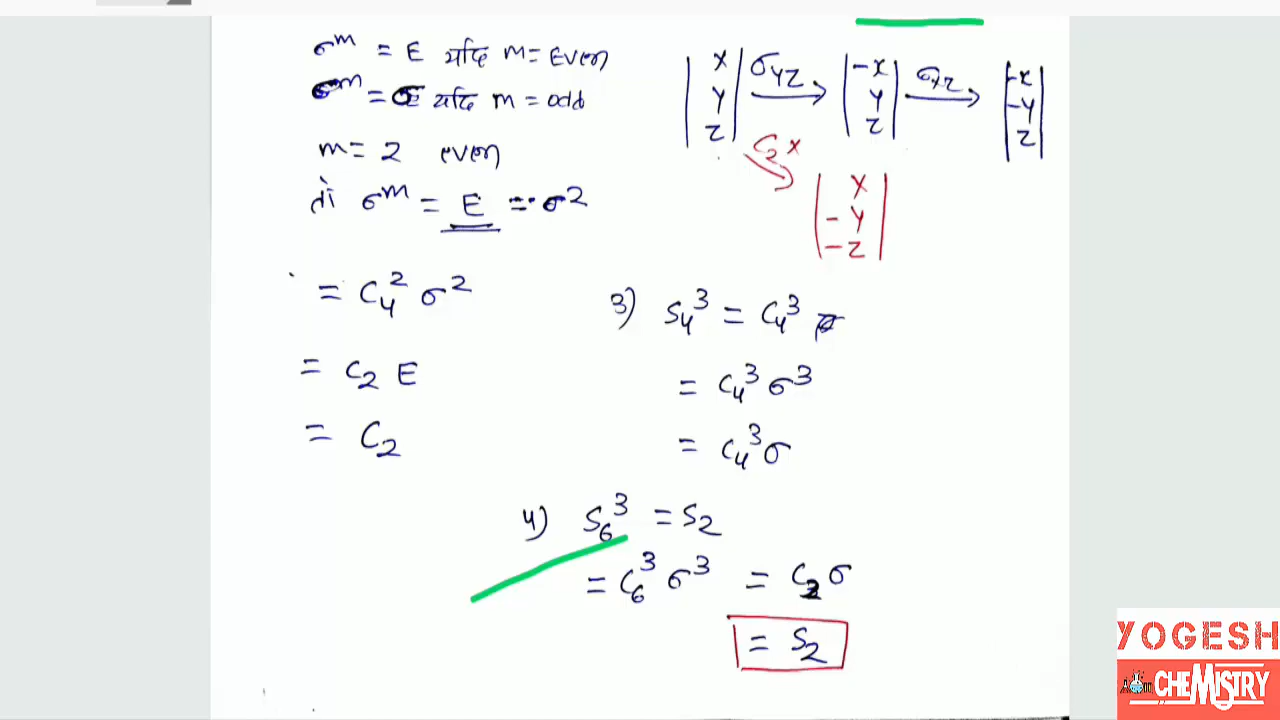 σ^m = E यदि m = Even
σ^m = σ यदि m = odd
m = 2 even
तो σ^m = E = σ^2
= C₄^2 σ^2
= C₂ E
= C₂
| x y z | σyz → | -x y z | σxz → | -x -y z |
C₂x
| x -y -z |
3) S₄^3 = C₄^3
= C₄^3 σ^3
= C₄^3 σ
4) S₆^3 = S₂
= C₆^3 σ^3 = C₂ σ
= S₂
YOGESH
CHEMISTRY